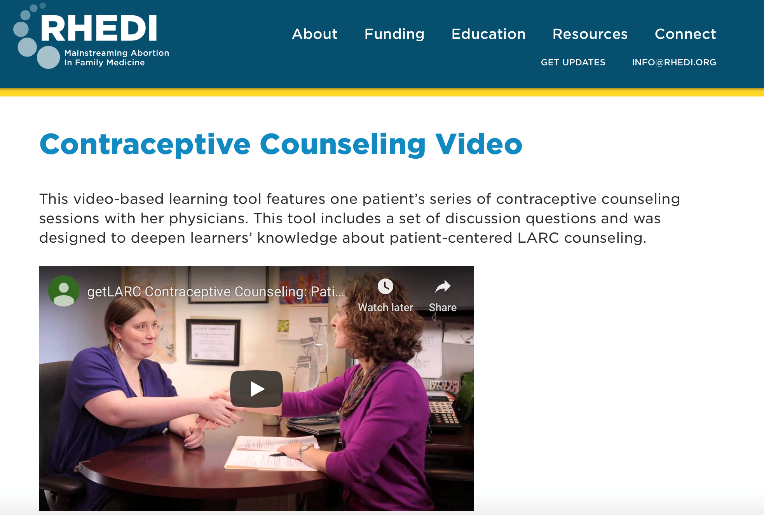 RHEDI
Mainstreaming Abortion
In Family Medicine
About Funding Education Resources Connect
GET UPDATES INFO@RHEDI.ORG
Contraceptive Counseling Video
This video-based learning tool features one patient’s series of contraceptive counseling
sessions with her physicians. This tool includes a set of discussion questions and was
designed to deepen learners’ knowledge about patient-centered LARC counseling.
getLARC Contraceptive Counseling: Pati...
Watch later Share